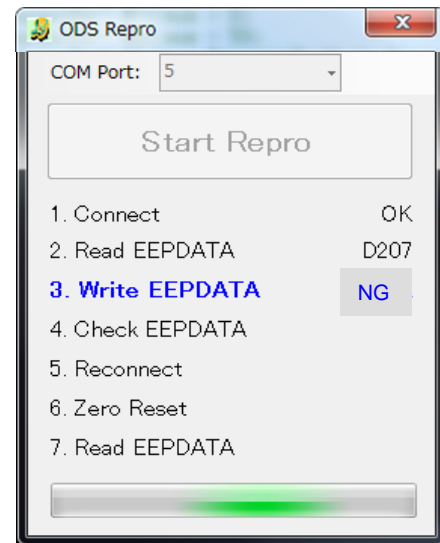 ODS Repro
COM Port: 5
Start Repro
1. Connect OK
2. Read EEPDATA D207
3. Write EEPDATA NG
4. Check EEPDATA
5. Reconnect
6. Zero Reset
7. Read EEPDATA